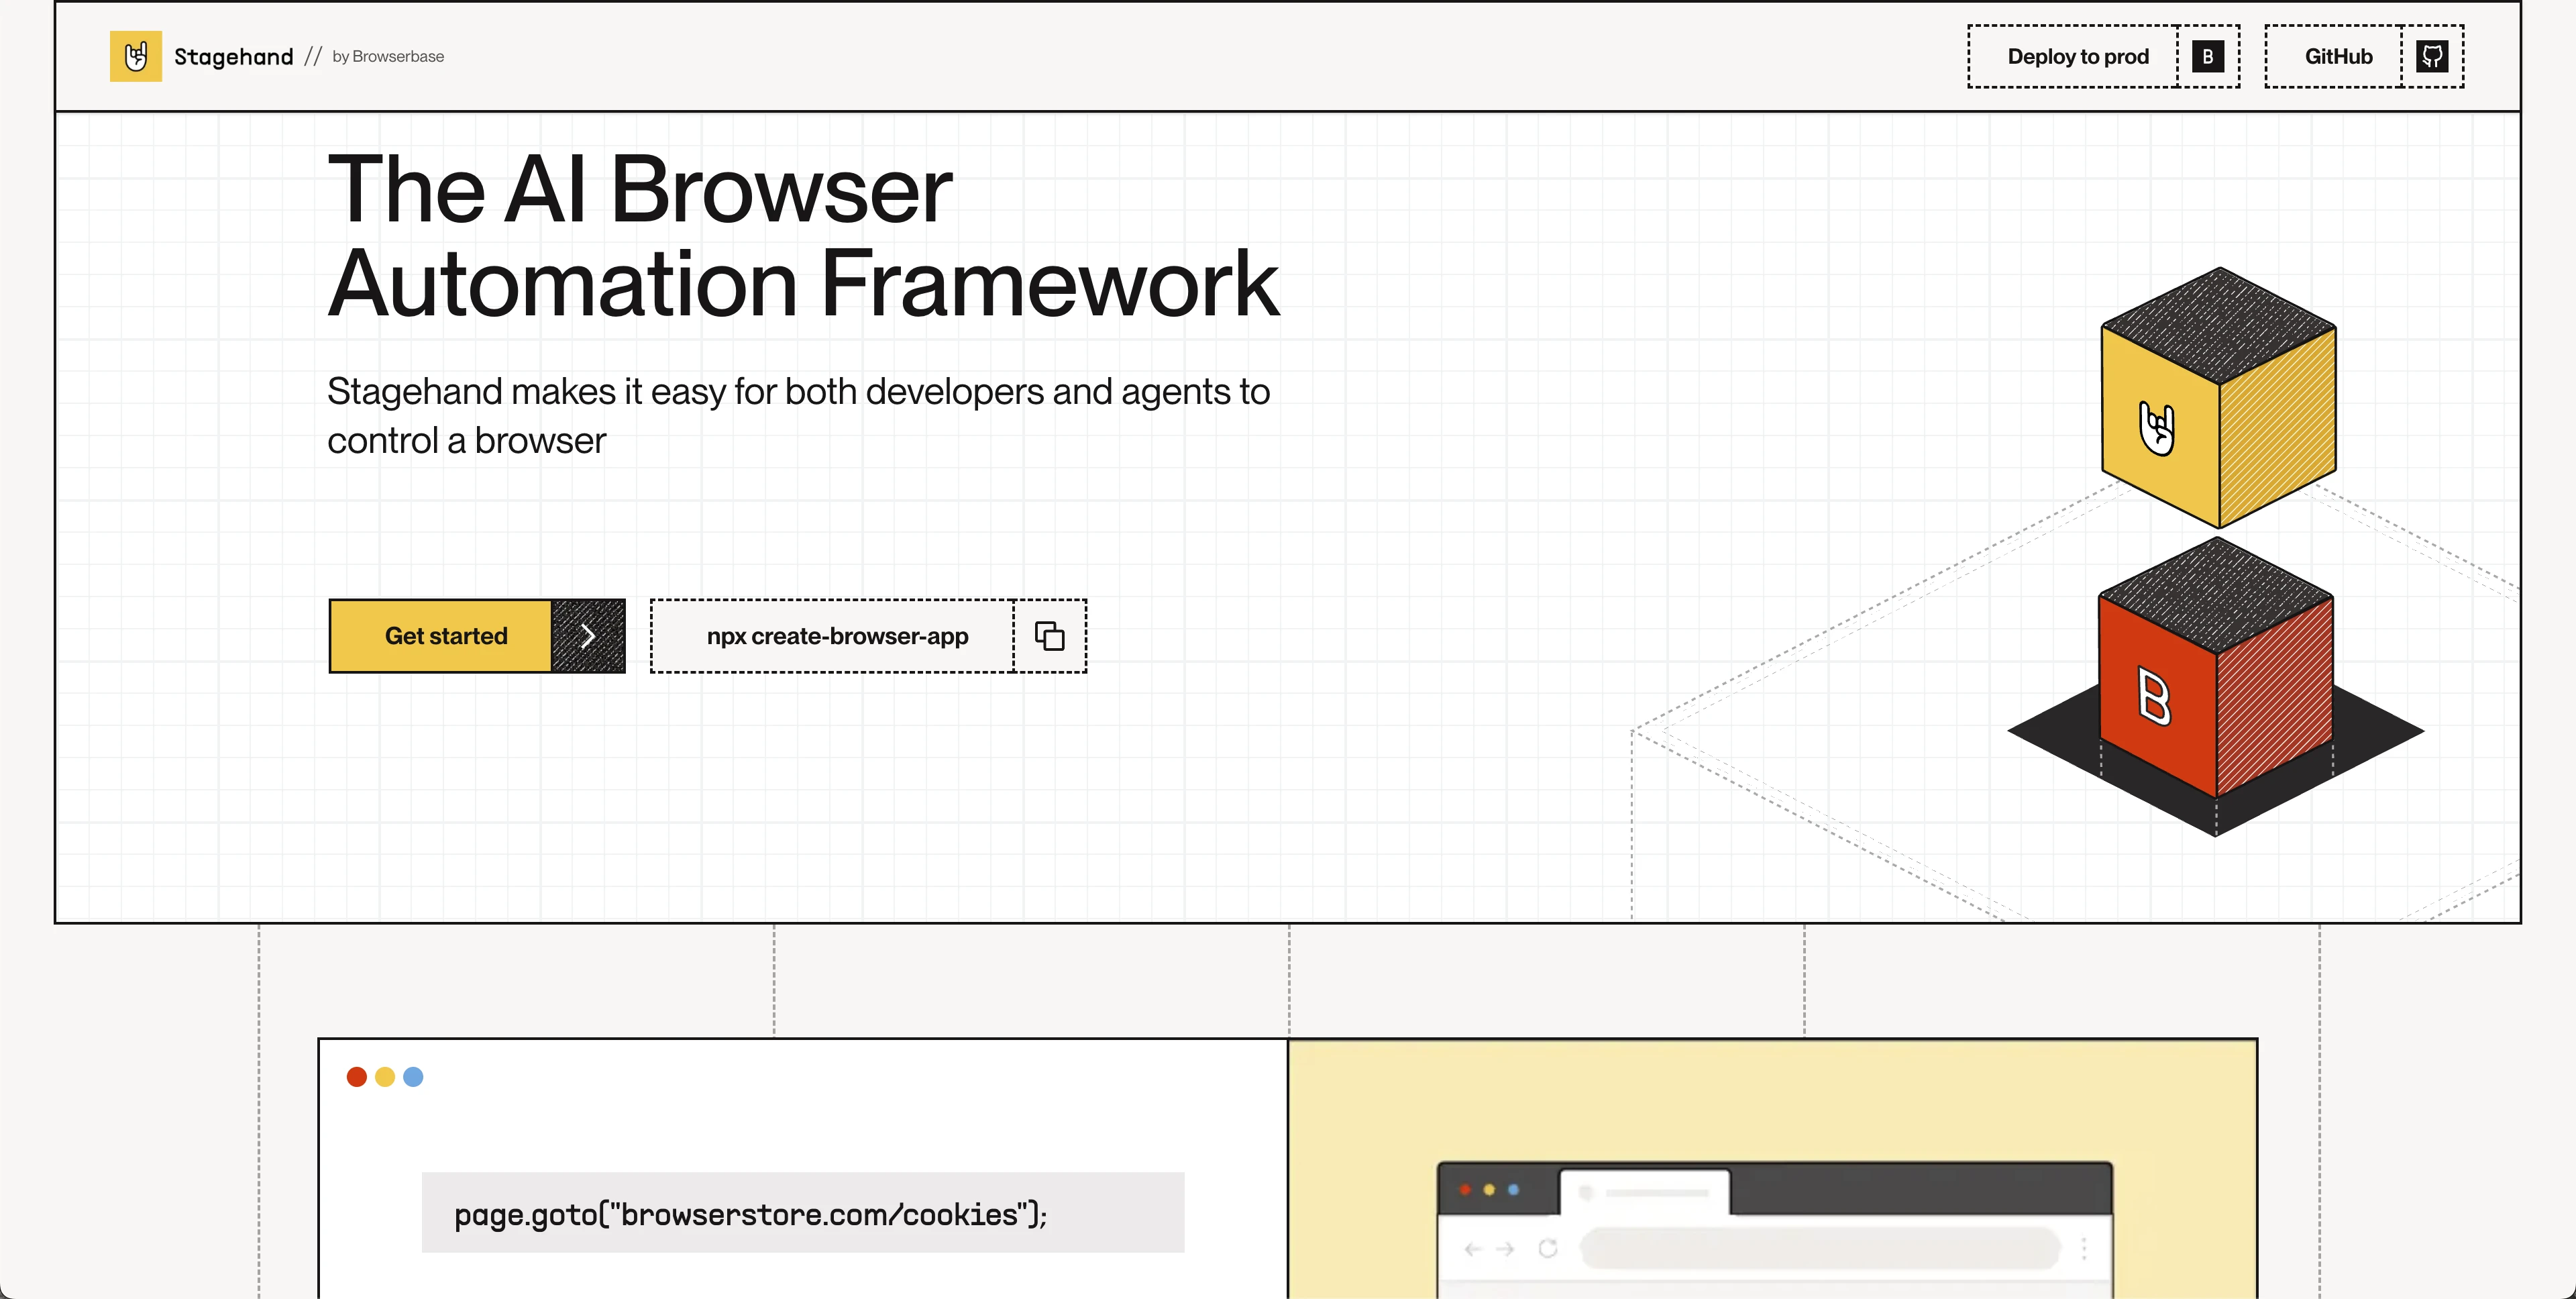 Stagehand // by Browserbase
Deploy to prod B
GitHub
The AI Browser
Automation Framework
Stagehand makes it easy for both developers and agents to
control a browser
Get started
npx create-browser-app
B
page.goto("browserstore.com/cookies");